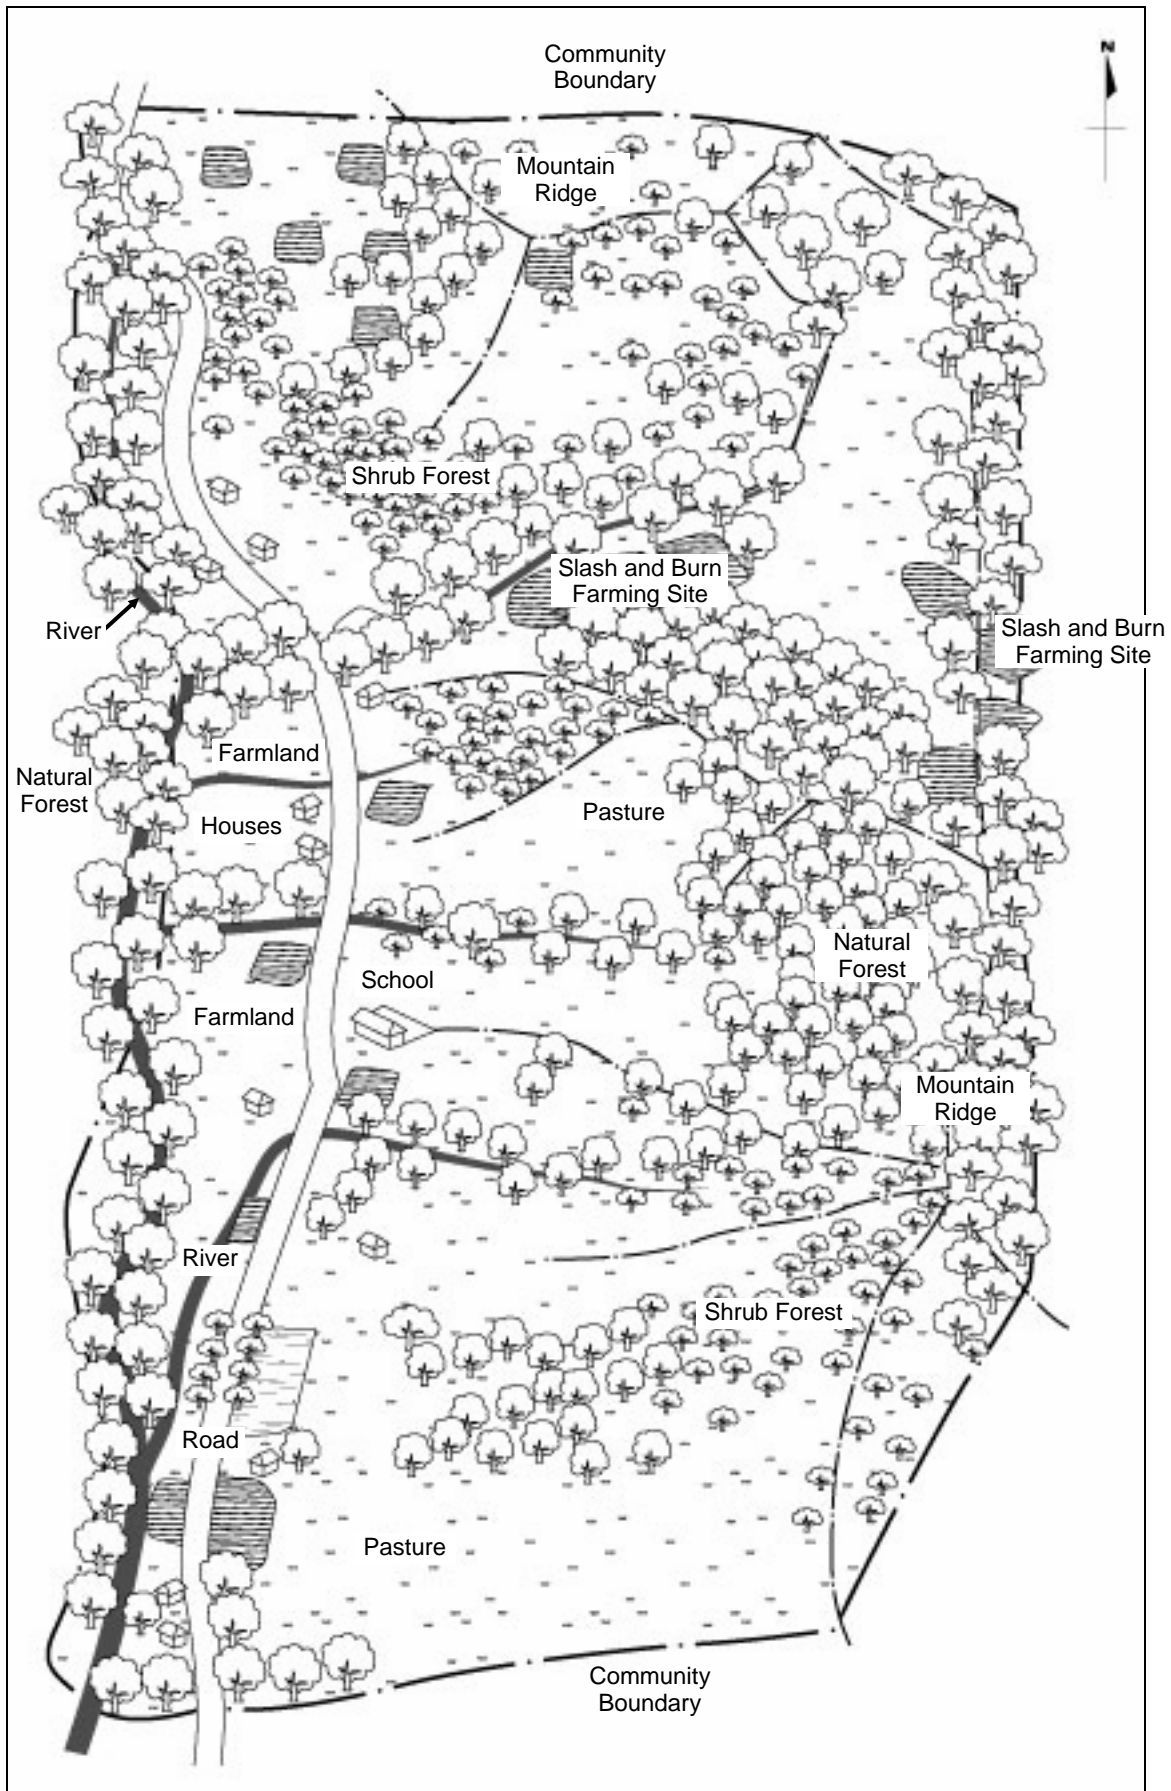 Community
Boundary
N
Mountain
Ridge
Shrub Forest
Slash and Burn
Farming Site
River
Slash and Burn
Farming Site
Farmland
Natural
Forest
Houses
Pasture
Natural
Forest
School
Farmland
Mountain
Ridge
River
Shrub Forest
Road
Pasture
Community
Boundary